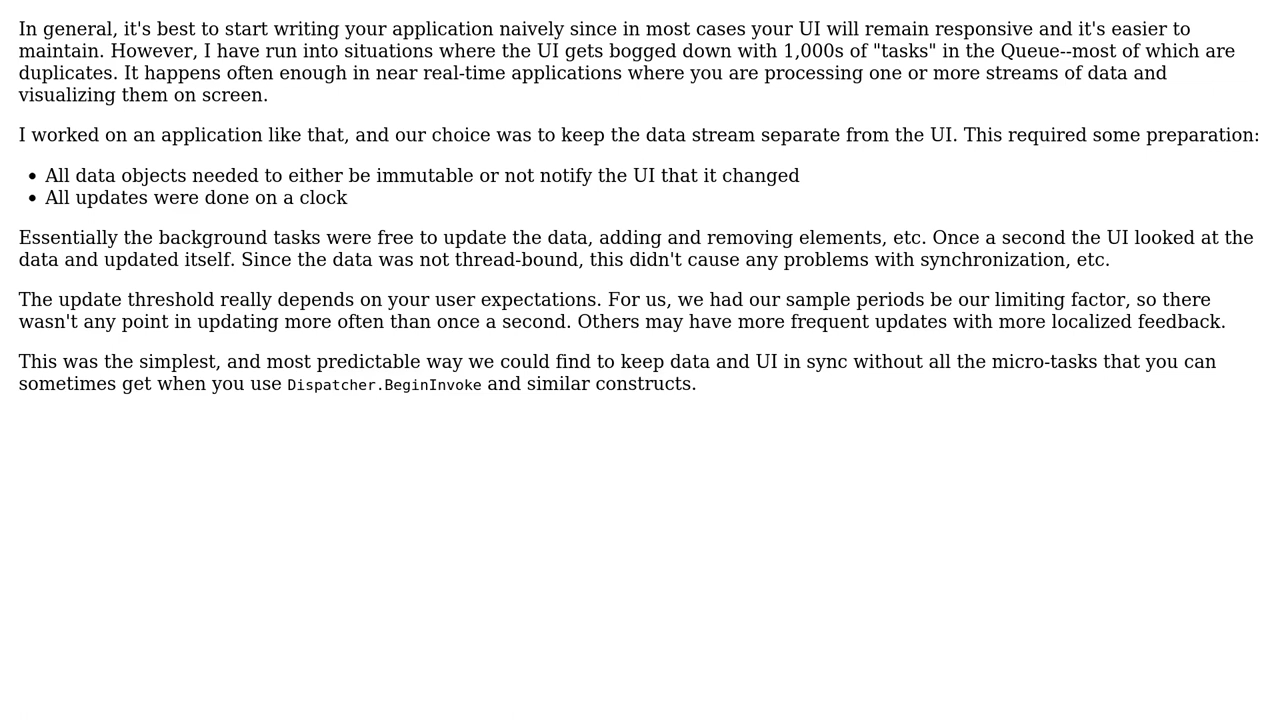 In general, it's best to start writing your application naively since in most cases your UI will remain responsive and it's easier to
maintain. However, I have run into situations where the UI gets bogged down with 1,000s of "tasks" in the Queue--most of which are
duplicates. It happens often enough in near real-time applications where you are processing one or more streams of data and
visualizing them on screen.
I worked on an application like that, and our choice was to keep the data stream separate from the UI. This required some preparation:
• All data objects needed to either be immutable or not notify the UI that it changed
• All updates were done on a clock
Essentially the background tasks were free to update the data, adding and removing elements, etc. Once a second the UI looked at the
data and updated itself. Since the data was not thread-bound, this didn't cause any problems with synchronization, etc.
The update threshold really depends on your user expectations. For us, we had our sample periods be our limiting factor, so there
wasn't any point in updating more often than once a second. Others may have more frequent updates with more localized feedback.
This was the simplest, and most predictable way we could find to keep data and UI in sync without all the micro-tasks that you can
sometimes get when you use Dispatcher.BeginInvoke and similar constructs.